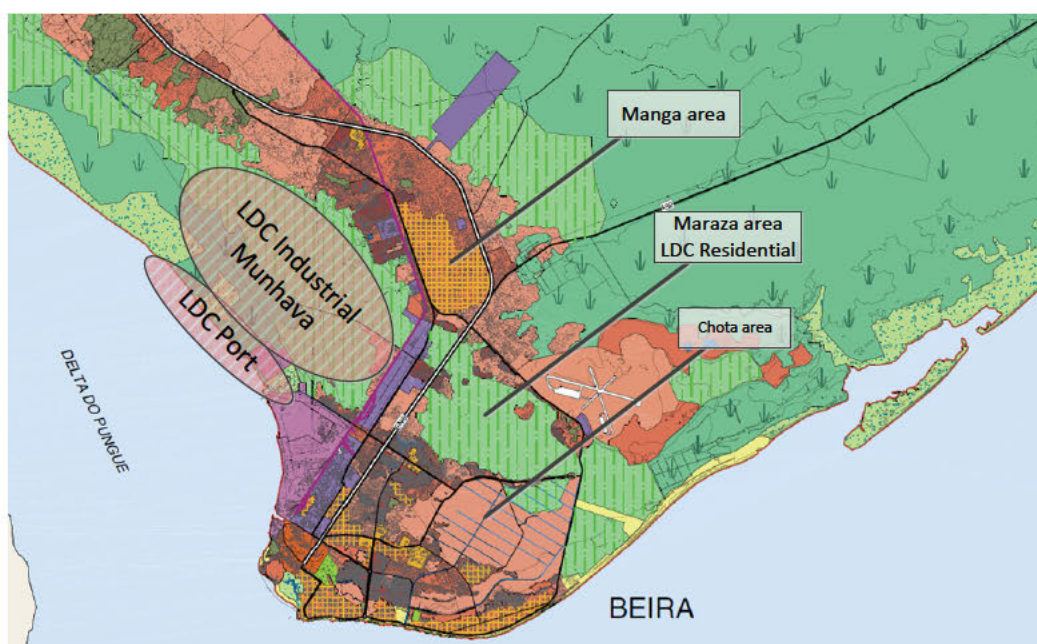 Manga area
Maraza area
LDC Residential
Chota area
LDC Industrial
Munhava
LDC Port
DELTA DO PUNGUE
BEIRA